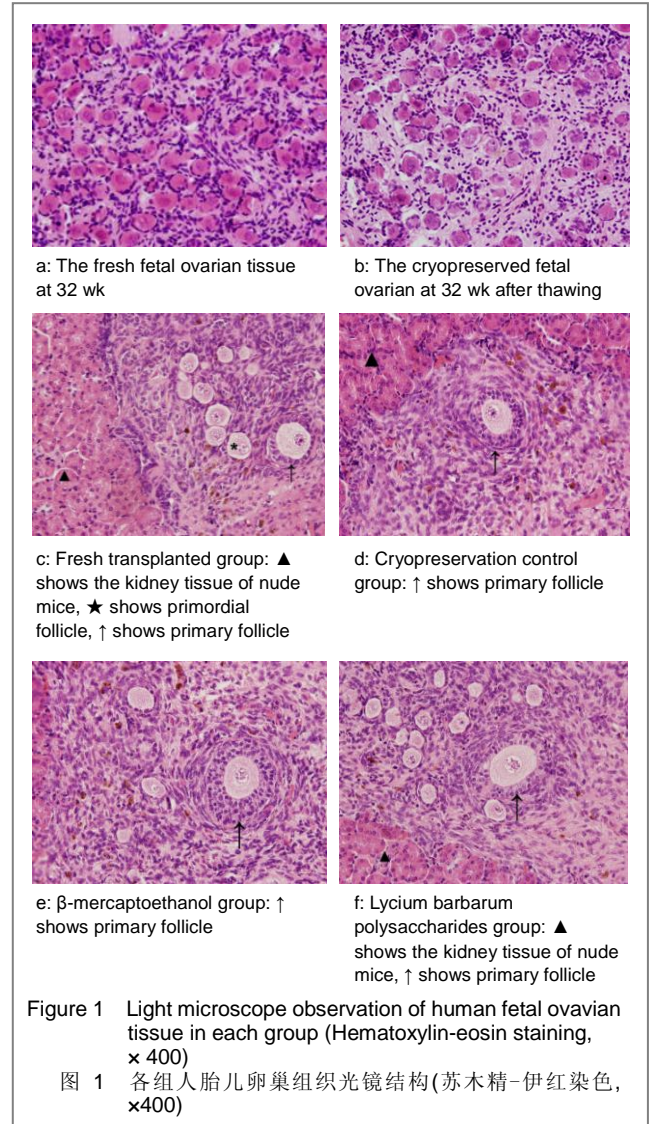 a: The fresh fetal ovarian tissue
at 32 wk
b: The cryopreserved fetal
ovarian at 32 wk after thawing
c: Fresh transplanted group: ▲
shows the kidney tissue of nude
mice, ★ shows primordial
follicle, ↑ shows primary follicle
d: Cryopreservation control
group: ↑ shows primary follicle
e: β-mercaptoethanol group: ↑
shows primary follicle
f: Lycium barbarum
polysaccharides group: ▲
shows the kidney tissue of nude
mice, ↑ shows primary follicle
Figure 1 Light microscope observation of human fetal ovavian
tissue in each group (Hematoxylin-eosin staining,
× 400)
图 1 各组人胎儿卵巢组织光镜结构(苏木精-伊红染色,
×400)